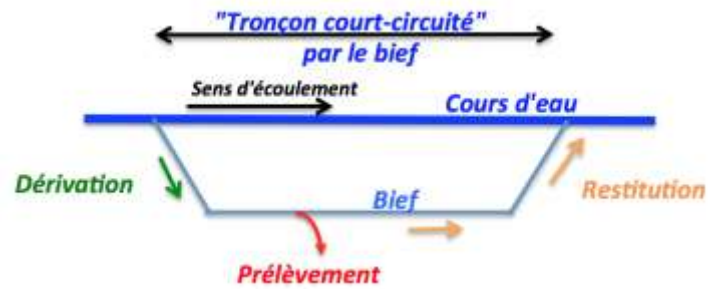 "Tronçon court-circuité"
par le bief
Sens d'écoulement
Cours d'eau
Dérivation
Bief
Restitution
Prélèvement